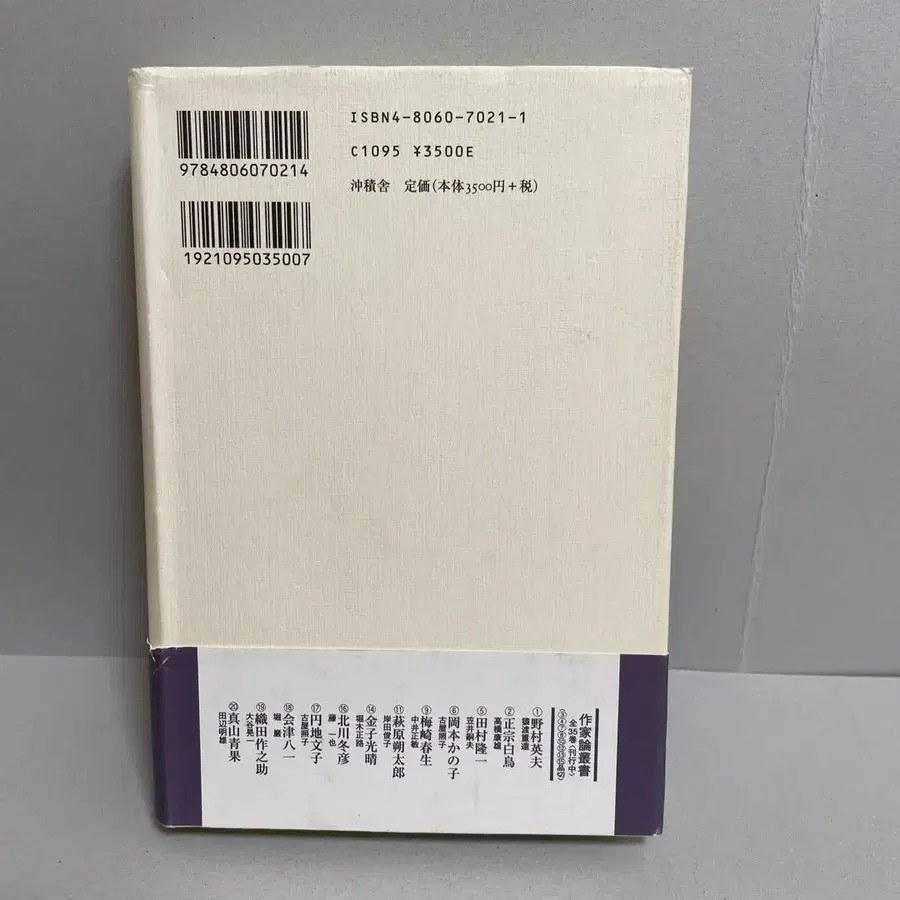 ISBN4-8060-7021-1
C1095 ¥3500E
沖積舎 定価(本体3500円+税)
9784806070214
1921095035007
作家論叢書
全35巻〈刊行中〉
①野村英夫
猿渡重達
②正宗白鳥
高橋康雄
⑤田村隆一
笠井嗣夫
⑥岡本かの子
古屋照子
⑨梅崎春生
中井正敏
⑪萩原朔太郎
岸田俊子
⑭金子光晴
堀木正路
⑯北川冬彦
藤一也
⑰円地文子
古屋照子
⑱会津八一
堀巖
⑲織田作之助
大谷晃一
⑳真山青果
田辺明雄